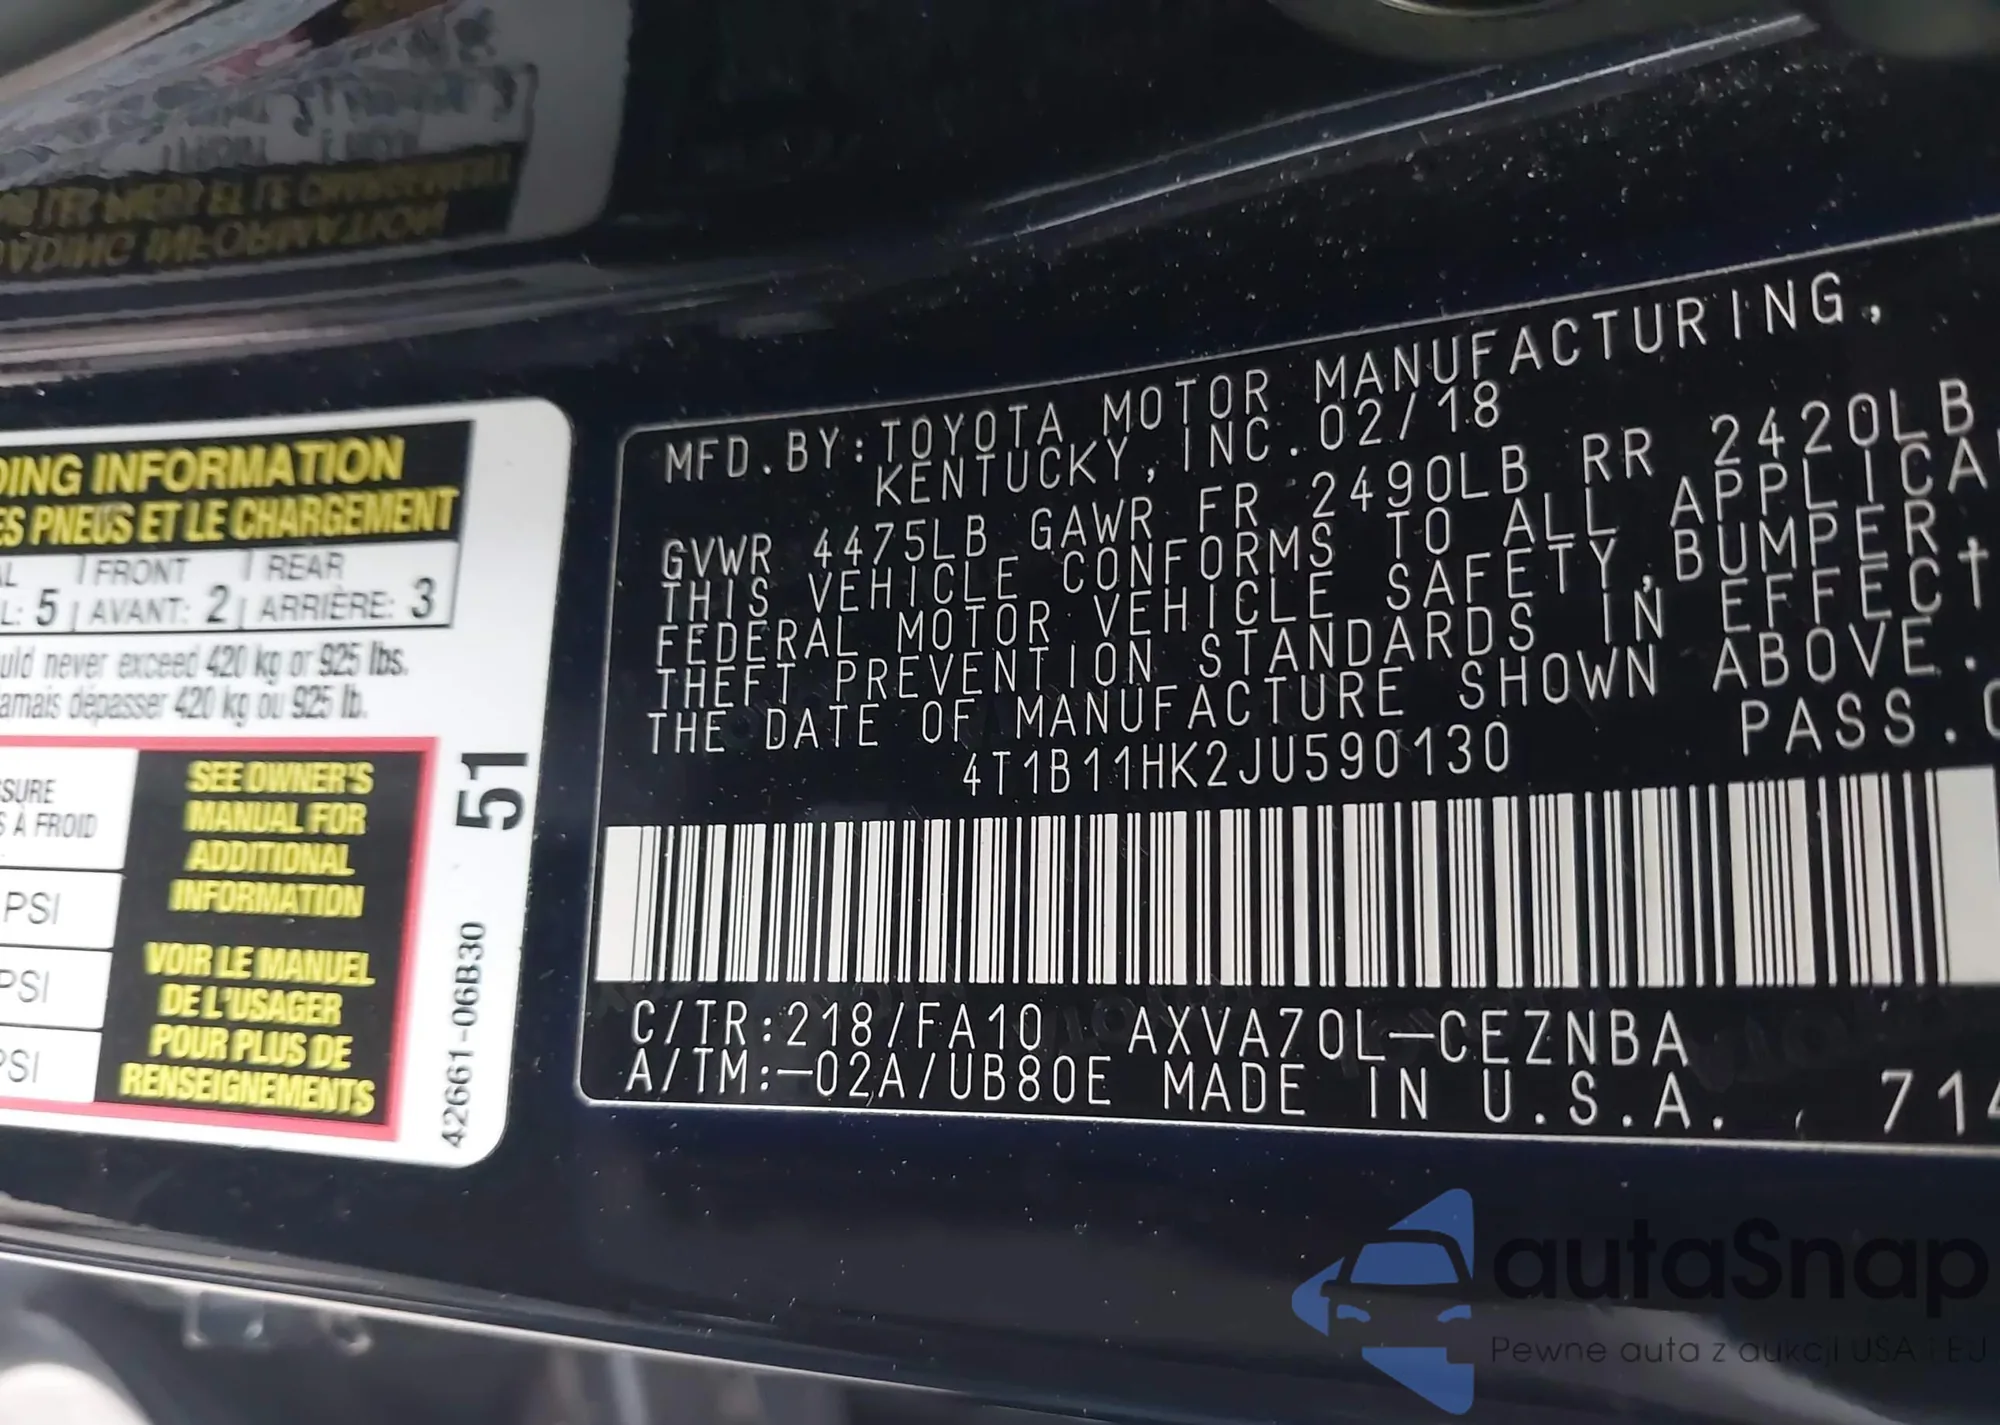 DING INFORMATION
ES PNEUS ET LE CHARGEMENT
FRONT REAR
L: 5 AVANT: 2 ARRIÈRE: 3
uld never exceed 420 kg or 925 lbs.
amais dépasser 420 kg ou 925 lb.
SSURE
S À FROID
PSI
PSI
PSI
SEE OWNER'S
MANUAL FOR
ADDITIONAL
INFORMATION
VOIR LE MANUEL
DE L'USAGER
POUR PLUS DE
RENSEIGNEMENTS
51
42661-06B30
MFD.BY:TOYOTA MOTOR MANUFACTURING,
KENTUCKY,INC.02/18
GVWR 4475LB GAWR FR 2490LB RR 2420LB
THIS VEHICLE CONFORMS TO ALL APPLICA
FEDERAL MOTOR VEHICLE SAFETY,BUMPER,
THEFT PREVENTION STANDARDS IN EFFECT
THE DATE OF MANUFACTURE SHOWN ABOVE.
4T1B11HK2JU590130 PASS.C
C/TR:218/FA10 AXVA70L-CEZNBA
A/TM:-02A/UB80E MADE IN U.S.A. 714
autaSnap
Pewne auta z aukcji USA i EU